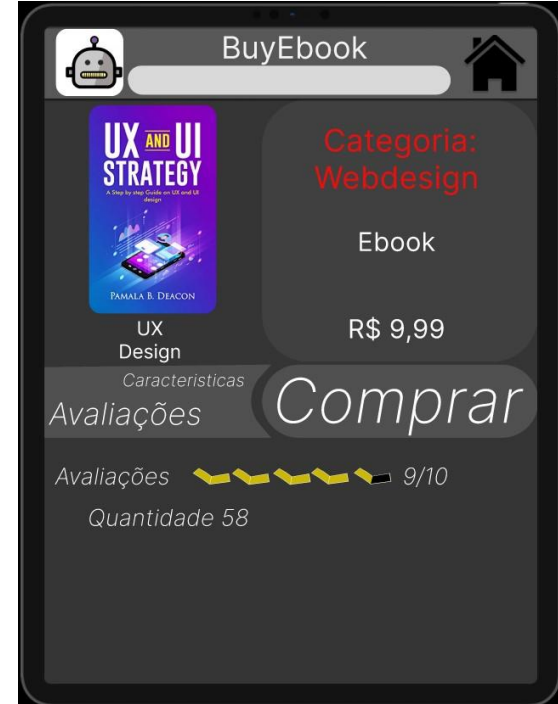 BuyEbook
UX AND UI
STRATEGY
A Step by step Guide on UX and UI
design
PAMALA B. DEACON
UX
Design
Categoria:
Webdesign
Ebook
R$ 9,99
Caracteristicas
Avaliações
Comprar
Avaliações 9/10
Quantidade 58